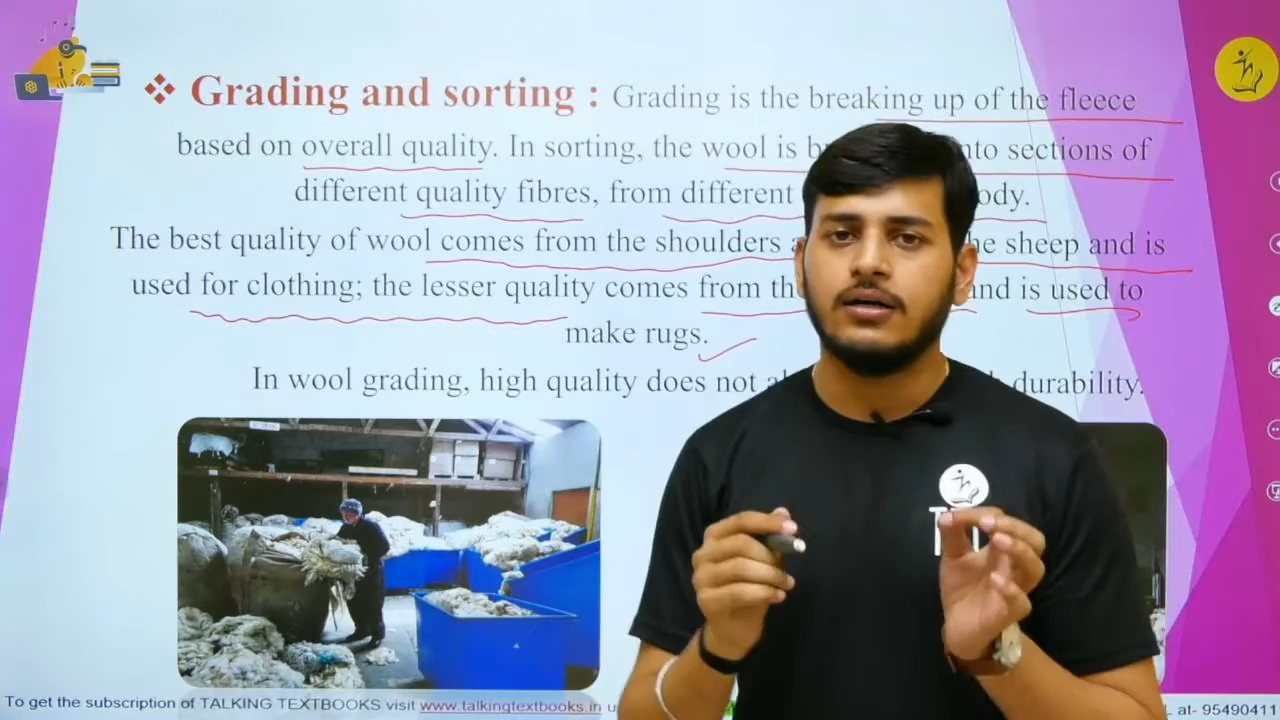 ❖ Grading and sorting : Grading is the breaking up of the fleece
based on overall quality. In sorting, the wool is into sections of
different quality fibres, from different body.
The best quality of wool comes from the shoulders the sheep and is
used for clothing; the lesser quality comes from and is used to
make rugs.
In wool grading, high quality does not durability.
To get the subscription of TALKING TEXTBOOKS visit www.talkingtextbooks.in at- 95490411